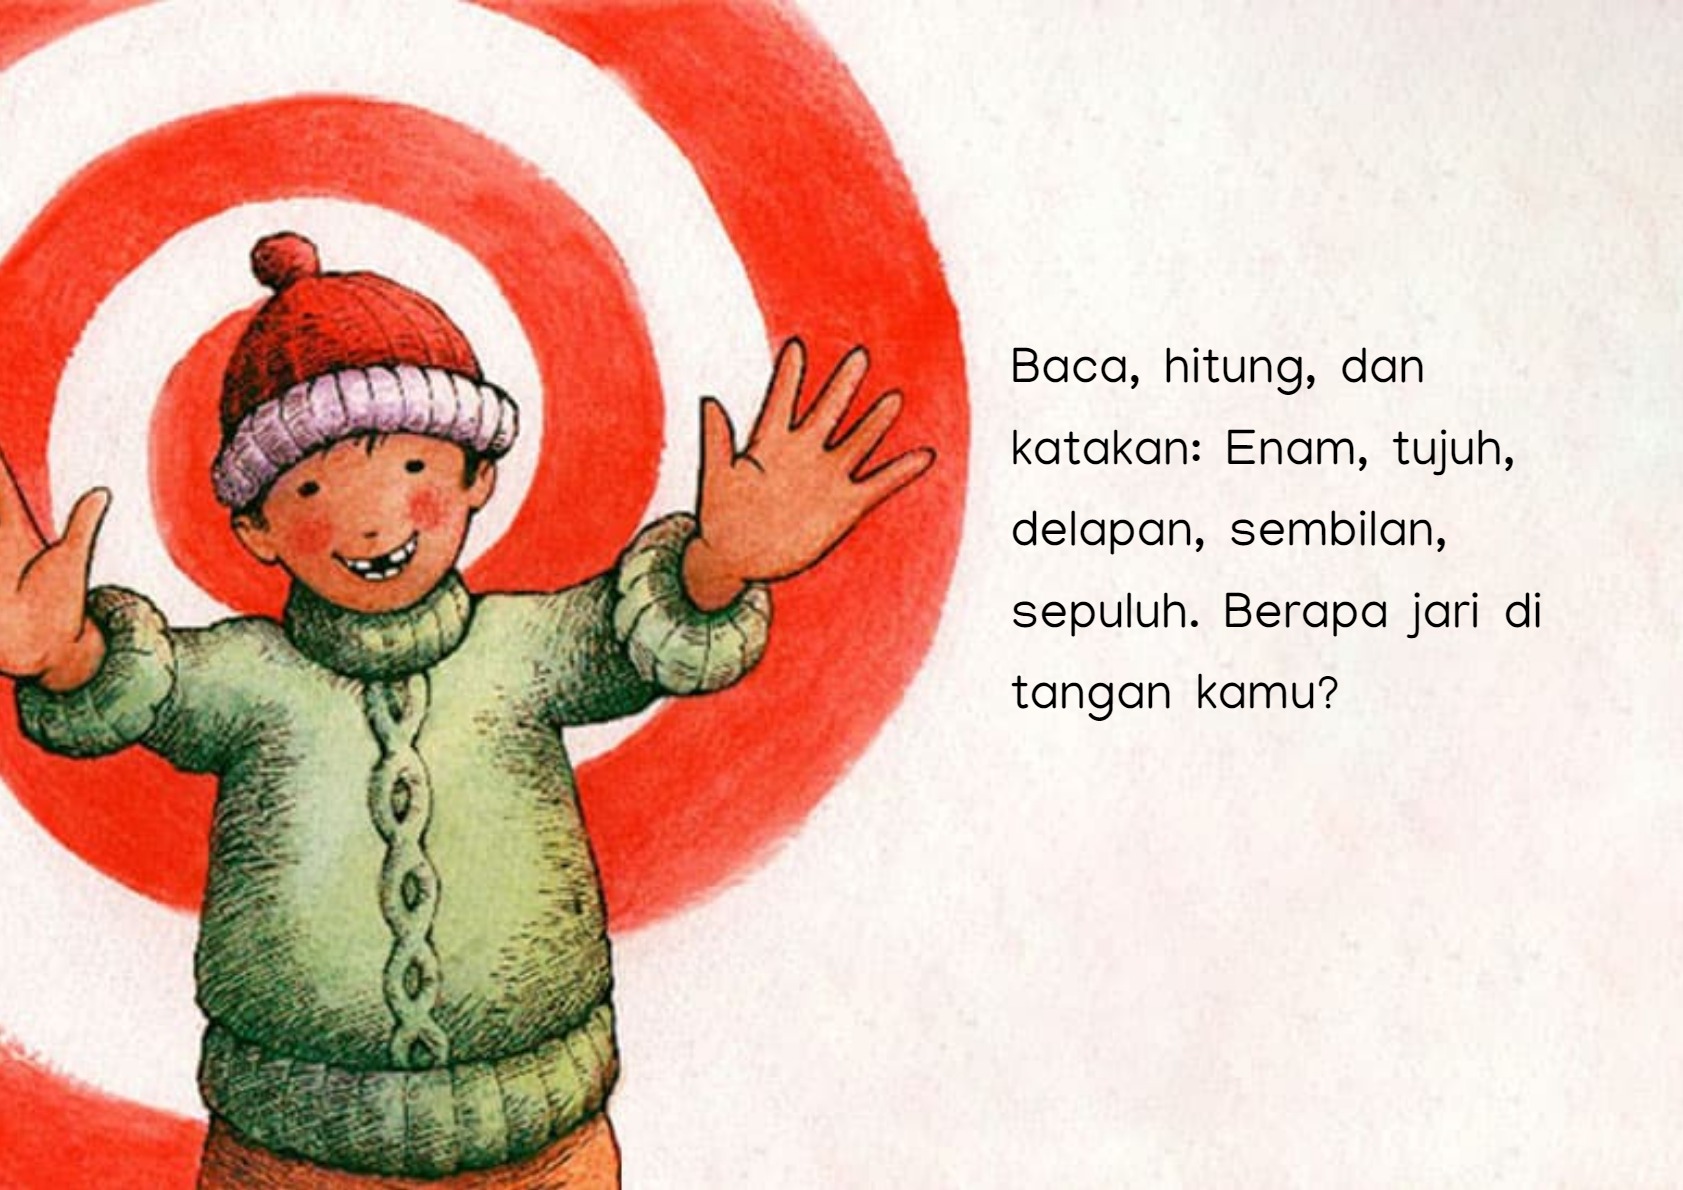 Baca, hitung, dan
katakan: Enam, tujuh,
delapan, sembilan,
sepuluh. Berapa jari di
tangan kamu?